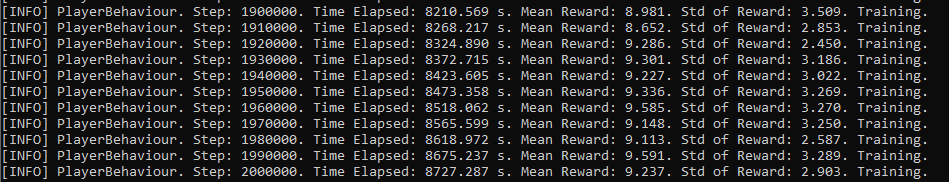 [INFO] PlayerBehaviour. Step: 1900000. Time Elapsed: 8210.569 s. Mean Reward: 8.981. Std of Reward: 3.509. Training.
[INFO] PlayerBehaviour. Step: 1910000. Time Elapsed: 8268.217 s. Mean Reward: 8.652. Std of Reward: 2.853. Training.
[INFO] PlayerBehaviour. Step: 1920000. Time Elapsed: 8324.890 s. Mean Reward: 9.286. Std of Reward: 2.450. Training.
[INFO] PlayerBehaviour. Step: 1930000. Time Elapsed: 8372.715 s. Mean Reward: 9.301. Std of Reward: 3.186. Training.
[INFO] PlayerBehaviour. Step: 1940000. Time Elapsed: 8423.605 s. Mean Reward: 9.227. Std of Reward: 3.022. Training.
[INFO] PlayerBehaviour. Step: 1950000. Time Elapsed: 8473.358 s. Mean Reward: 9.336. Std of Reward: 3.269. Training.
[INFO] PlayerBehaviour. Step: 1960000. Time Elapsed: 8518.062 s. Mean Reward: 9.585. Std of Reward: 3.270. Training.
[INFO] PlayerBehaviour. Step: 1970000. Time Elapsed: 8565.599 s. Mean Reward: 9.148. Std of Reward: 3.250. Training.
[INFO] PlayerBehaviour. Step: 1980000. Time Elapsed: 8618.972 s. Mean Reward: 9.113. Std of Reward: 2.587. Training.
[INFO] PlayerBehaviour. Step: 1990000. Time Elapsed: 8675.237 s. Mean Reward: 9.591. Std of Reward: 3.289. Training.
[INFO] PlayerBehaviour. Step: 2000000. Time Elapsed: 8727.287 s. Mean Reward: 9.237. Std of Reward: 2.903. Training.